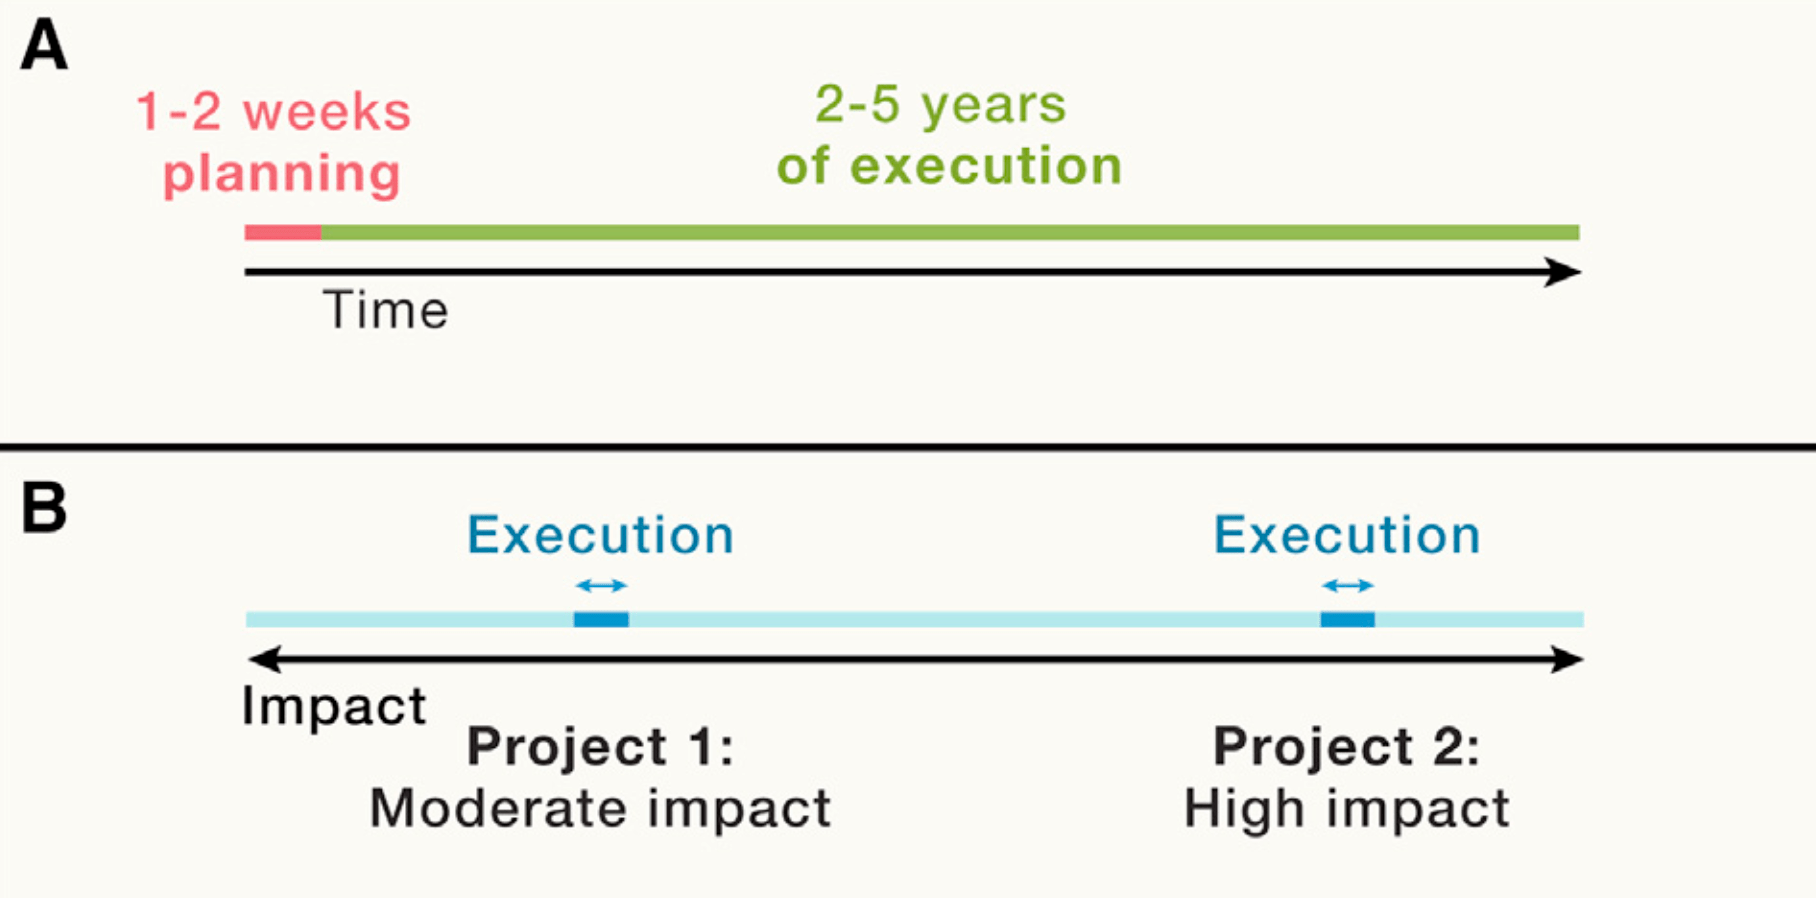 A
1-2 weeks
planning
2-5 years
of execution
Time
B
Execution
Execution
Impact
Project 1:
Moderate impact
Project 2:
High impact